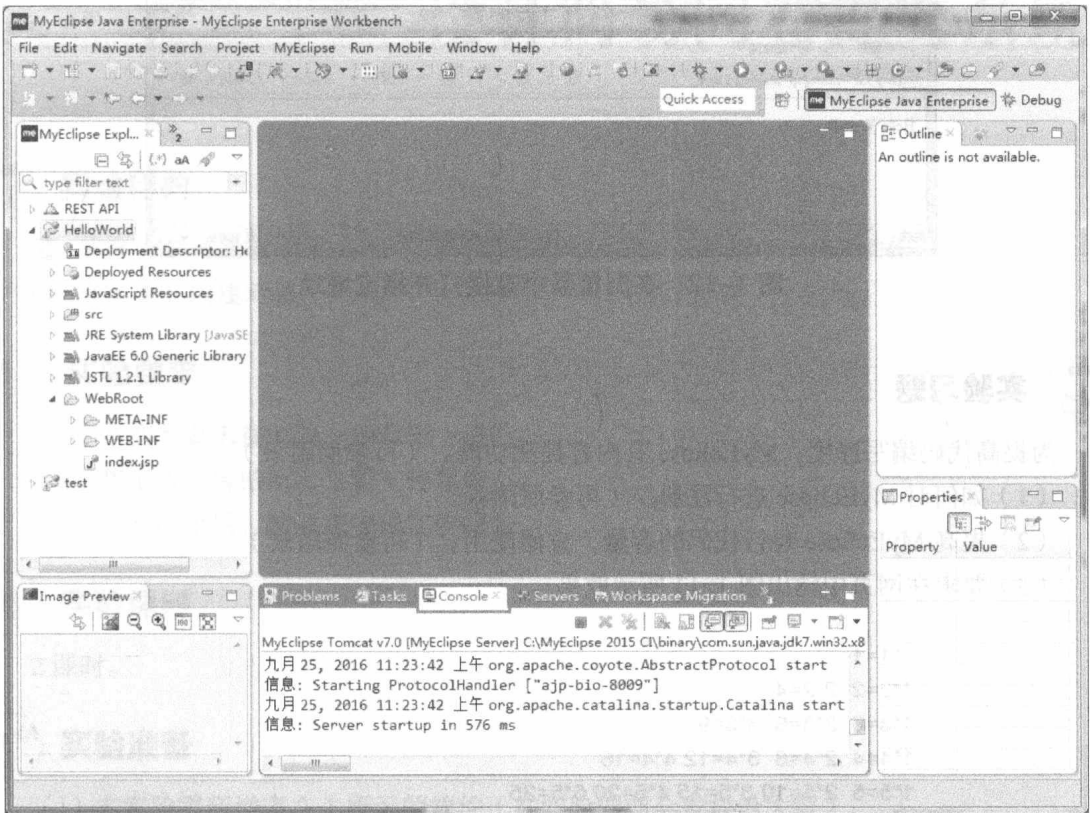 MyEclipse Java Enterprise - MyEclipse Enterprise Workbench
File Edit Navigate Search Project MyEclipse Run Mobile Window Help
Quick Access
MyEclipse Java Enterprise
Debug
MyEclipse Expl...
2
type filter text
REST API
HelloWorld
Deployment Descriptor: He
Deployed Resources
JavaScript Resources
src
JRE System Library [JavaSE
JavaEE 6.0 Generic Library
JSTL 1.2.1 Library
WebRoot
META-INF
WEB-INF
index.jsp
test
Image Preview
Problems Tasks Console Servers Workspace Migration
MyEclipse Tomcat v7.0 [MyEclipse Server] C:\MyEclipse 2015 CI\binary\com.sun.java.jdk7.win32.x8
九月 25, 2016 11:23:42 上午 org.apache.coyote.AbstractProtocol start
信息: Starting ProtocolHandler ["ajp-bio-8009"]
九月 25, 2016 11:23:42 上午 org.apache.catalina.startup.Catalina start
信息: Server startup in 576 ms
Outline
An outline is not available.
Properties
Property Value